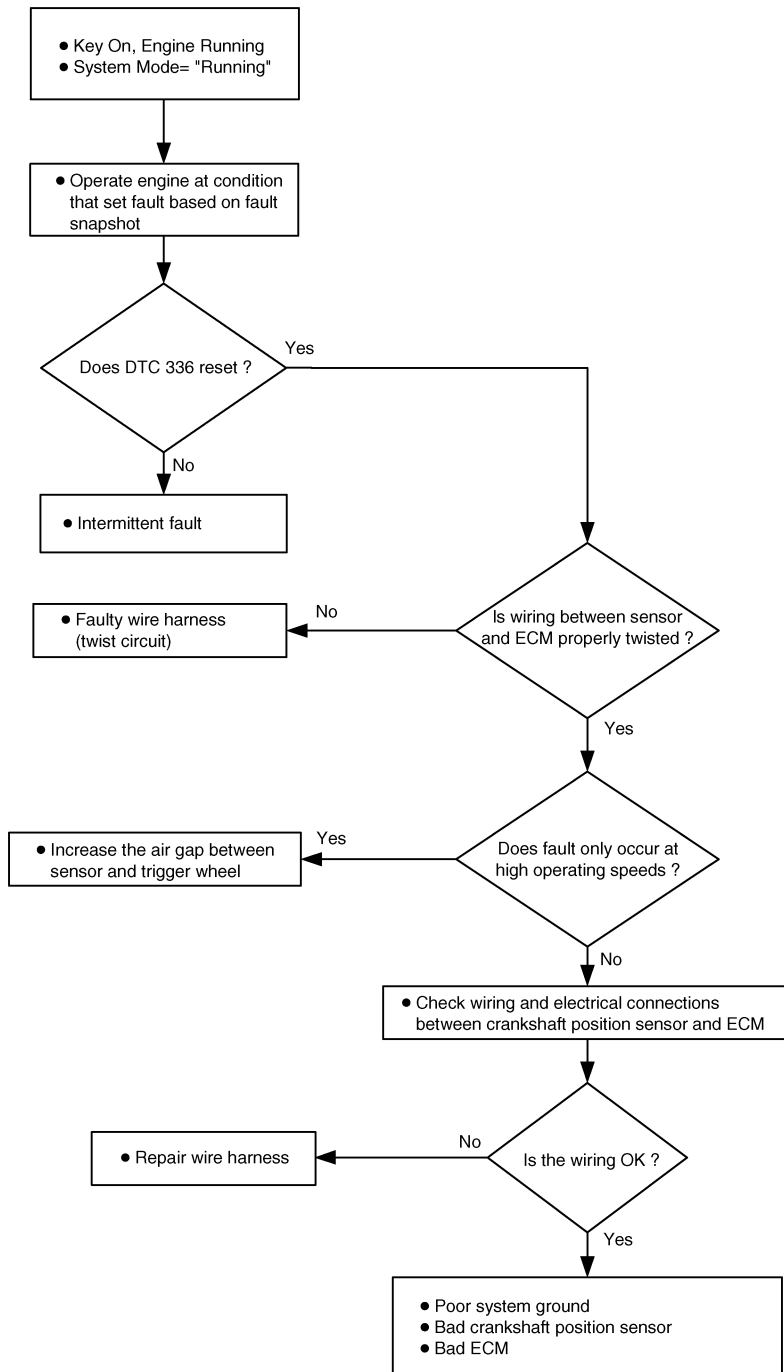 ● Key On, Engine Running
● System Mode= "Running"
● Operate engine at condition
that set fault based on fault
snapshot
Does DTC 336 reset ?
Yes
No
● Intermittent fault
Is wiring between sensor
and ECM properly twisted ?
No
● Faulty wire harness
(twist circuit)
Yes
Does fault only occur at
high operating speeds ?
Yes
● Increase the air gap between
sensor and trigger wheel
No
● Check wiring and electrical connections
between crankshaft position sensor and ECM
Is the wiring OK ?
No
● Repair wire harness
Yes
● Poor system ground
● Bad crankshaft position sensor
● Bad ECM